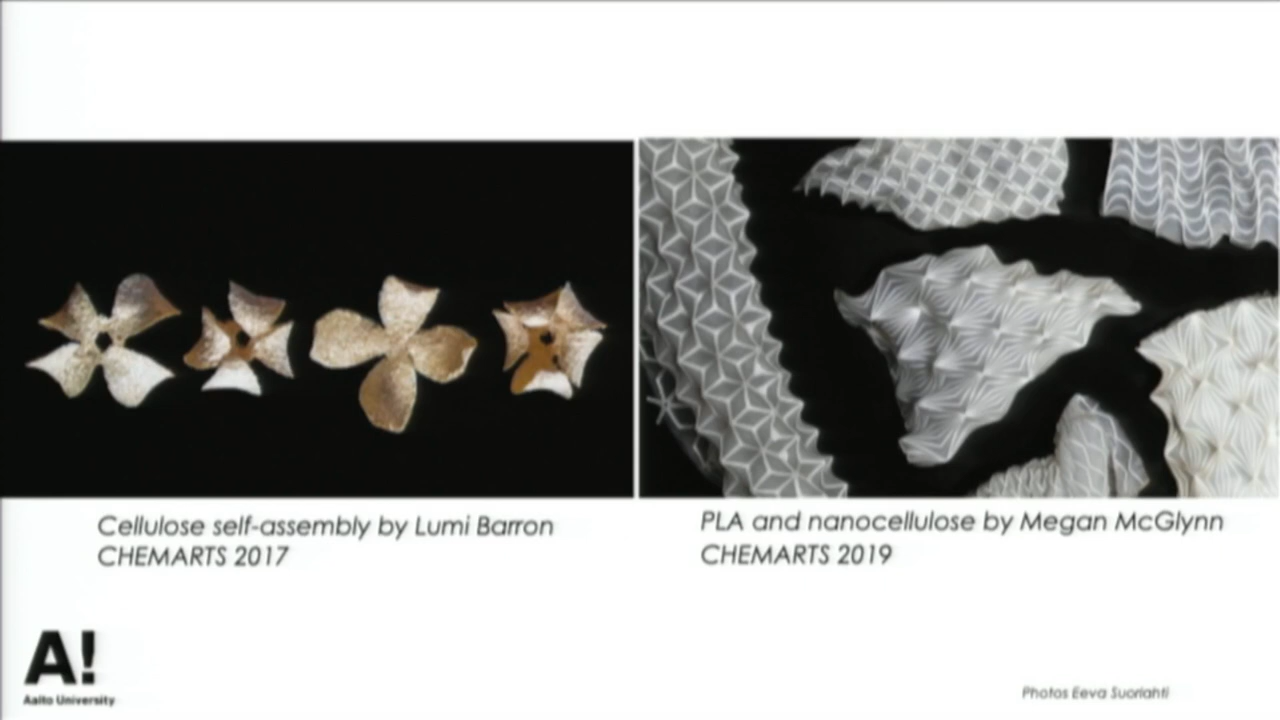 Cellulose self-assembly by Lumi Barron
CHEMARTS 2017
PLA and nanocellulose by Megan McGlynn
CHEMARTS 2019
A!
Aalto University
Photos Eeva Suorlahti